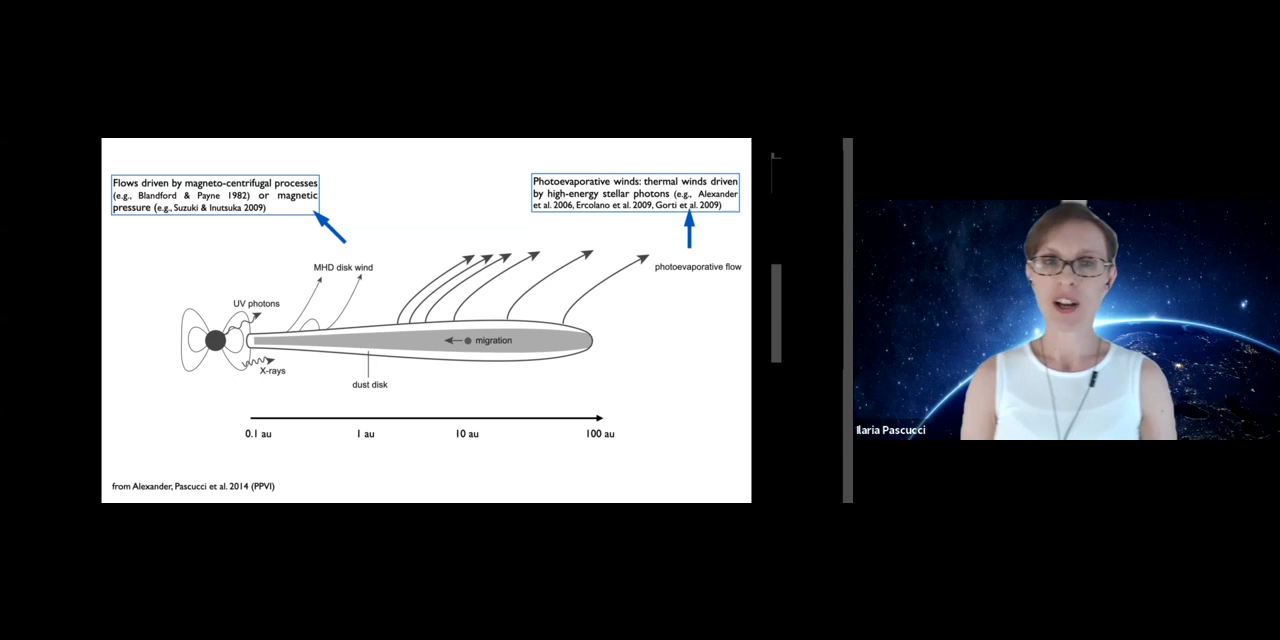 Flows driven by magneto-centrifugal processes
(e.g., Blandford & Payne 1982) or magnetic
pressure (e.g., Suzuki & Inutsuka 2009)
Photoevaporative winds: thermal winds driven
by high-energy stellar photons (e.g., Alexander
et al. 2006, Ercolano et al. 2009, Gorti et al. 2009)
MHD disk wind
photoevaporative flow
UV photons
migration
X-rays
dust disk
0.1 au
1 au
10 au
100 au
from Alexander, Pascucci et al. 2014 (PPVI)
Ilaria Pascucci